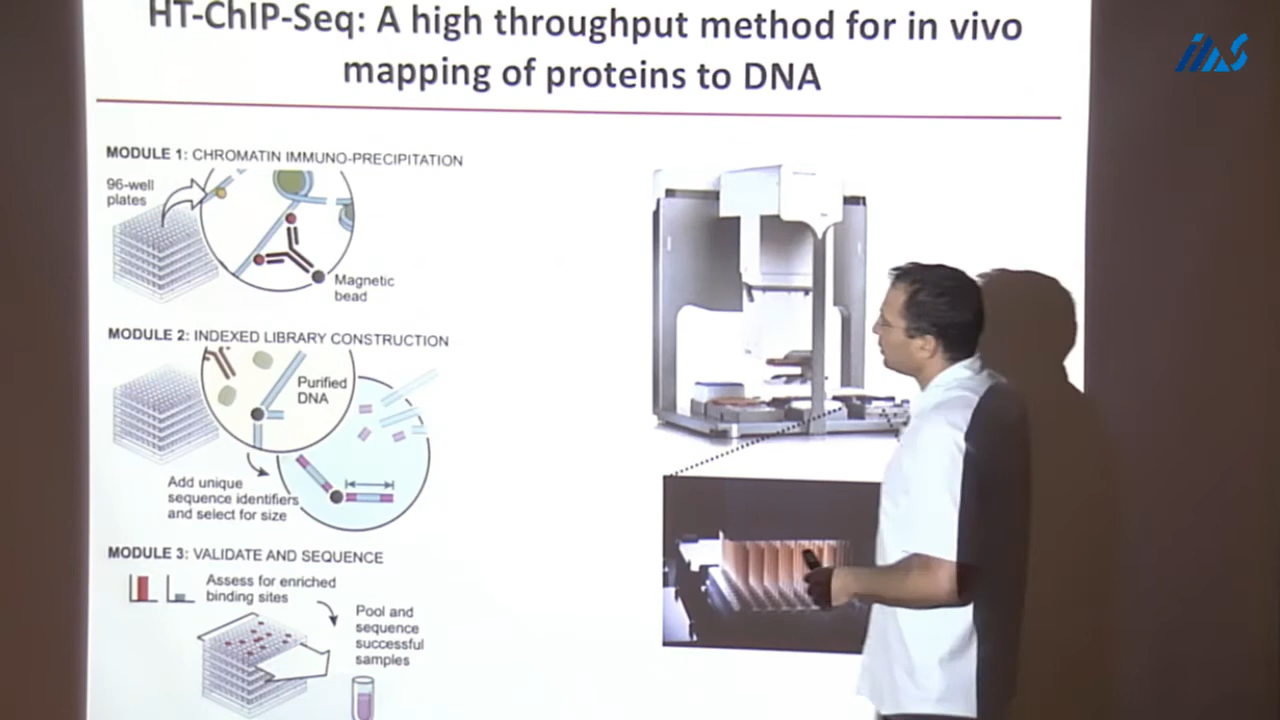 HT-ChIP-Seq: A high throughput method for in vivo
mapping of proteins to DNA
MODULE 1: CHROMATIN IMMUNO-PRECIPITATION
96-well
plates
Magnetic
bead
MODULE 2: INDEXED LIBRARY CONSTRUCTION
Purified
DNA
Add unique
sequence identifiers
and select for size
MODULE 3: VALIDATE AND SEQUENCE
Assess for enriched
binding sites
Pool and
sequence
successful
samples